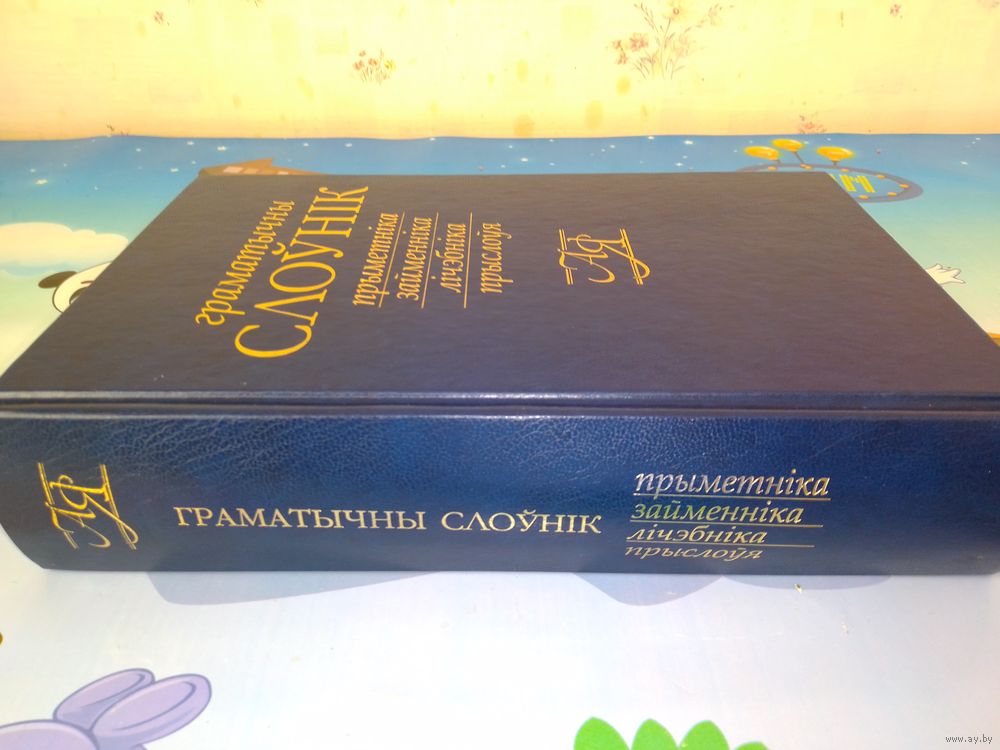 граматычны
СЛОЎНІК
прыметніка
займенніка
лічэбніка
прыслоўя
АЯ
АЯ
ГРАМАТЫЧНЫ СЛОЎНІК
прыметніка
займенніка
лічэбніка
прыслоўя
www.ay.by